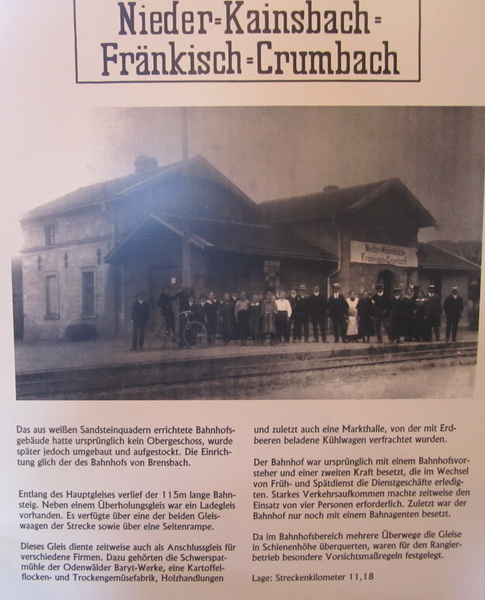 Nieder=Kainsbach=
Fränkisch=Crumbach
Nieder-Kainsbach-
Fränkisch-Crumbach
Das aus weißen Sandsteinquadern errichtete Bahnhofs-
gebäude hatte ursprünglich kein Obergeschoss, wurde
später jedoch umgebaut und aufgestockt. Die Einrich-
tung glich der des Bahnhofs von Brensbach.
Entlang des Hauptgleises verlief der 115m lange Bahn-
steig. Neben einem Überholungsgleis war ein Ladegleis
vorhanden. Es verfügte über eine der beiden Gleis-
waagen der Strecke sowie über eine Seitenrampe.
Dieses Gleis diente zeitweise auch als Anschlussgleis für
verschiedene Firmen. Dazu gehörten die Schwerspat-
mühle der Odenwälder Baryt-Werke, eine Kartoffel-
flocken- und Trockengemüsefabrik, Holzhandlungen
und zuletzt auch eine Markthalle, von der mit Erd-
beeren beladene Kühlwagen verfrachtet wurden.
Der Bahnhof war ursprünglich mit einem Bahnhofsvor-
steher und einer zweiten Kraft besetzt, die im Wechsel
von Früh- und Spätdienst die Dienstgeschäfte erledig-
ten. Starkes Verkehrsaufkommen machte zeitweise den
Einsatz von vier Personen erforderlich. Zuletzt war der
Bahnhof nur noch mit einem Bahnagenten besetzt.
Da im Bahnhofsbereich mehrere Überwege die Gleise
in Schienenhöhe überquerten, waren für den Rangier-
betrieb besondere Vorsichtsmaßregeln festgelegt.
Lage: Streckenkilometer 11,18